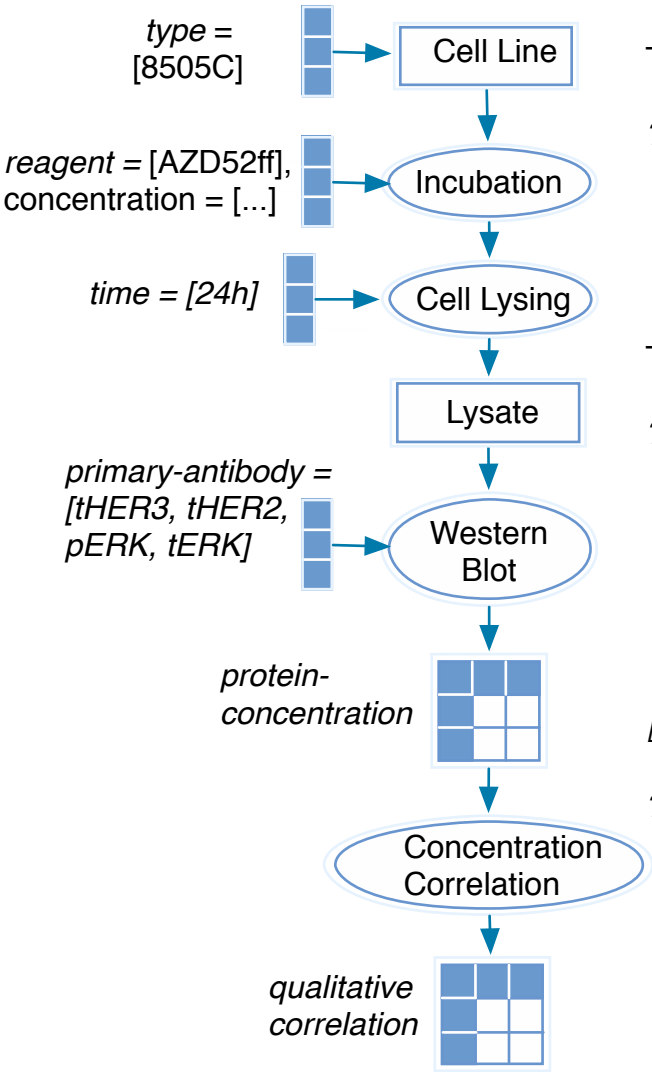 type =
[8505C]
Cell Line
reagent = [AZD52ff],
concentration = [...]
Incubation
time = [24h]
Cell Lysing
Lysate
primary-antibody =
[tHER3, tHER2,
pERK, tERK]
Western
Blot
protein-
concentration
Concentration
Correlation
qualitative
correlation